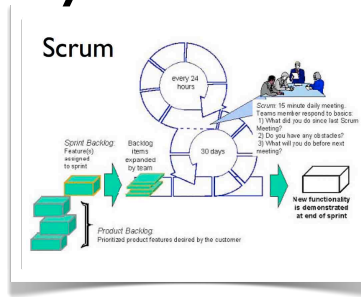 Scrum
every 24
hours
Scrum: 15 minute daily meeting.
Teams member respond to basics:
1) What did you do since last Scrum
Meeting?
2) Do you have any obstacles?
3) What will you do before next
meeting?
Sprint Backlog:
Feature(s)
assigned
to sprint
Backlog
items
expanded
by team
30 days
New functionality
is demonstrated
at end of sprint
Product Backlog:
Prioritized product features desired by the customer